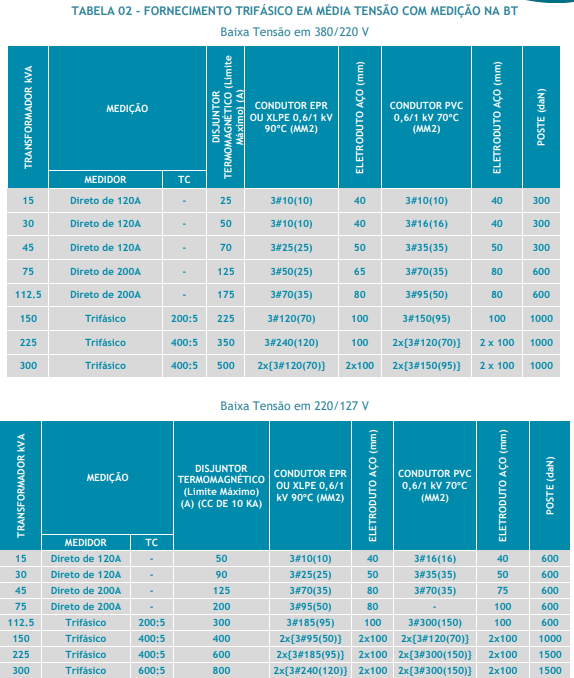 TABELA 02 - FORNECIMENTO TRIFÁSICO EM MÉDIA TENSÃO COM MEDIÇÃO NA BT
Baixa Tensão em 380/220 V
TRANSFORMADOR kVA
MEDIÇÃO
MEDIDOR
TC
DISJUNTOR
TERMOMAGNÉTICO (Limite
Máximo) (A)
CONDUTOR EPR
OU XLPE 0,6/1 kV
90ºC (MM2)
ELETRODUTO AÇO (mm)
CONDUTOR PVC
0,6/1 kV 70ºC
(MM2)
ELETRODUTO AÇO (mm)
POSTE (daN)
15 Direto de 120A - 25 3#10(10) 40 3#10(10) 40 300
30 Direto de 120A - 50 3#10(10) 40 3#16(16) 40 300
45 Direto de 120A - 70 3#25(25) 50 3#35(35) 50 300
75 Direto de 200A - 125 3#50(25) 65 3#70(35) 80 600
112.5 Direto de 200A - 175 3#70(35) 80 3#95(50) 80 600
150 Trifásico 200:5 225 3#120(70) 100 3#150(95) 100 1000
225 Trifásico 400:5 350 3#240(120) 100 2x{3#120(70)} 2 x 100 1000
300 Trifásico 400:5 500 2x{3#120(70)} 2x100 2x{3#150(95)} 2 x 100 1000
Baixa Tensão em 220/127 V
TRANSFORMADOR kVA
MEDIÇÃO
MEDIDOR
TC
DISJUNTOR
TERMOMAGNÉTICO
(Limite Máximo)
(A) (CC DE 10 KA)
CONDUTOR EPR
OU XLPE 0,6/1
kV 90ºC (MM2)
ELETRODUTO AÇO (mm)
CONDUTOR PVC
0,6/1 kV 70ºC
(MM2)
ELETRODUTO AÇO (mm)
POSTE (daN)
15 Direto de 120A - 50 3#10(10) 40 3#16(16) 40 600
30 Direto de 120A - 90 3#25(25) 50 3#35(35) 50 600
45 Direto de 200A - 125 3#70(35) 80 3#70(35) 75 600
75 Direto de 200A - 200 3#95(50) 80 - 100 600
112,5 Trifásico 200:5 300 3#185(95) 100 3#300(150) 100 600
150 Trifásico 400:5 400 2x{3#95(50)} 2x100 2x{3#120(70)} 2x100 1000
225 Trifásico 400:5 600 2x{3#185(95)} 2x100 2x{3#300(150)} 2x100 1500
300 Trifásico 600:5 800 2x{3#240(120)} 2x100 2x{3#300(150)} 2x100 1500